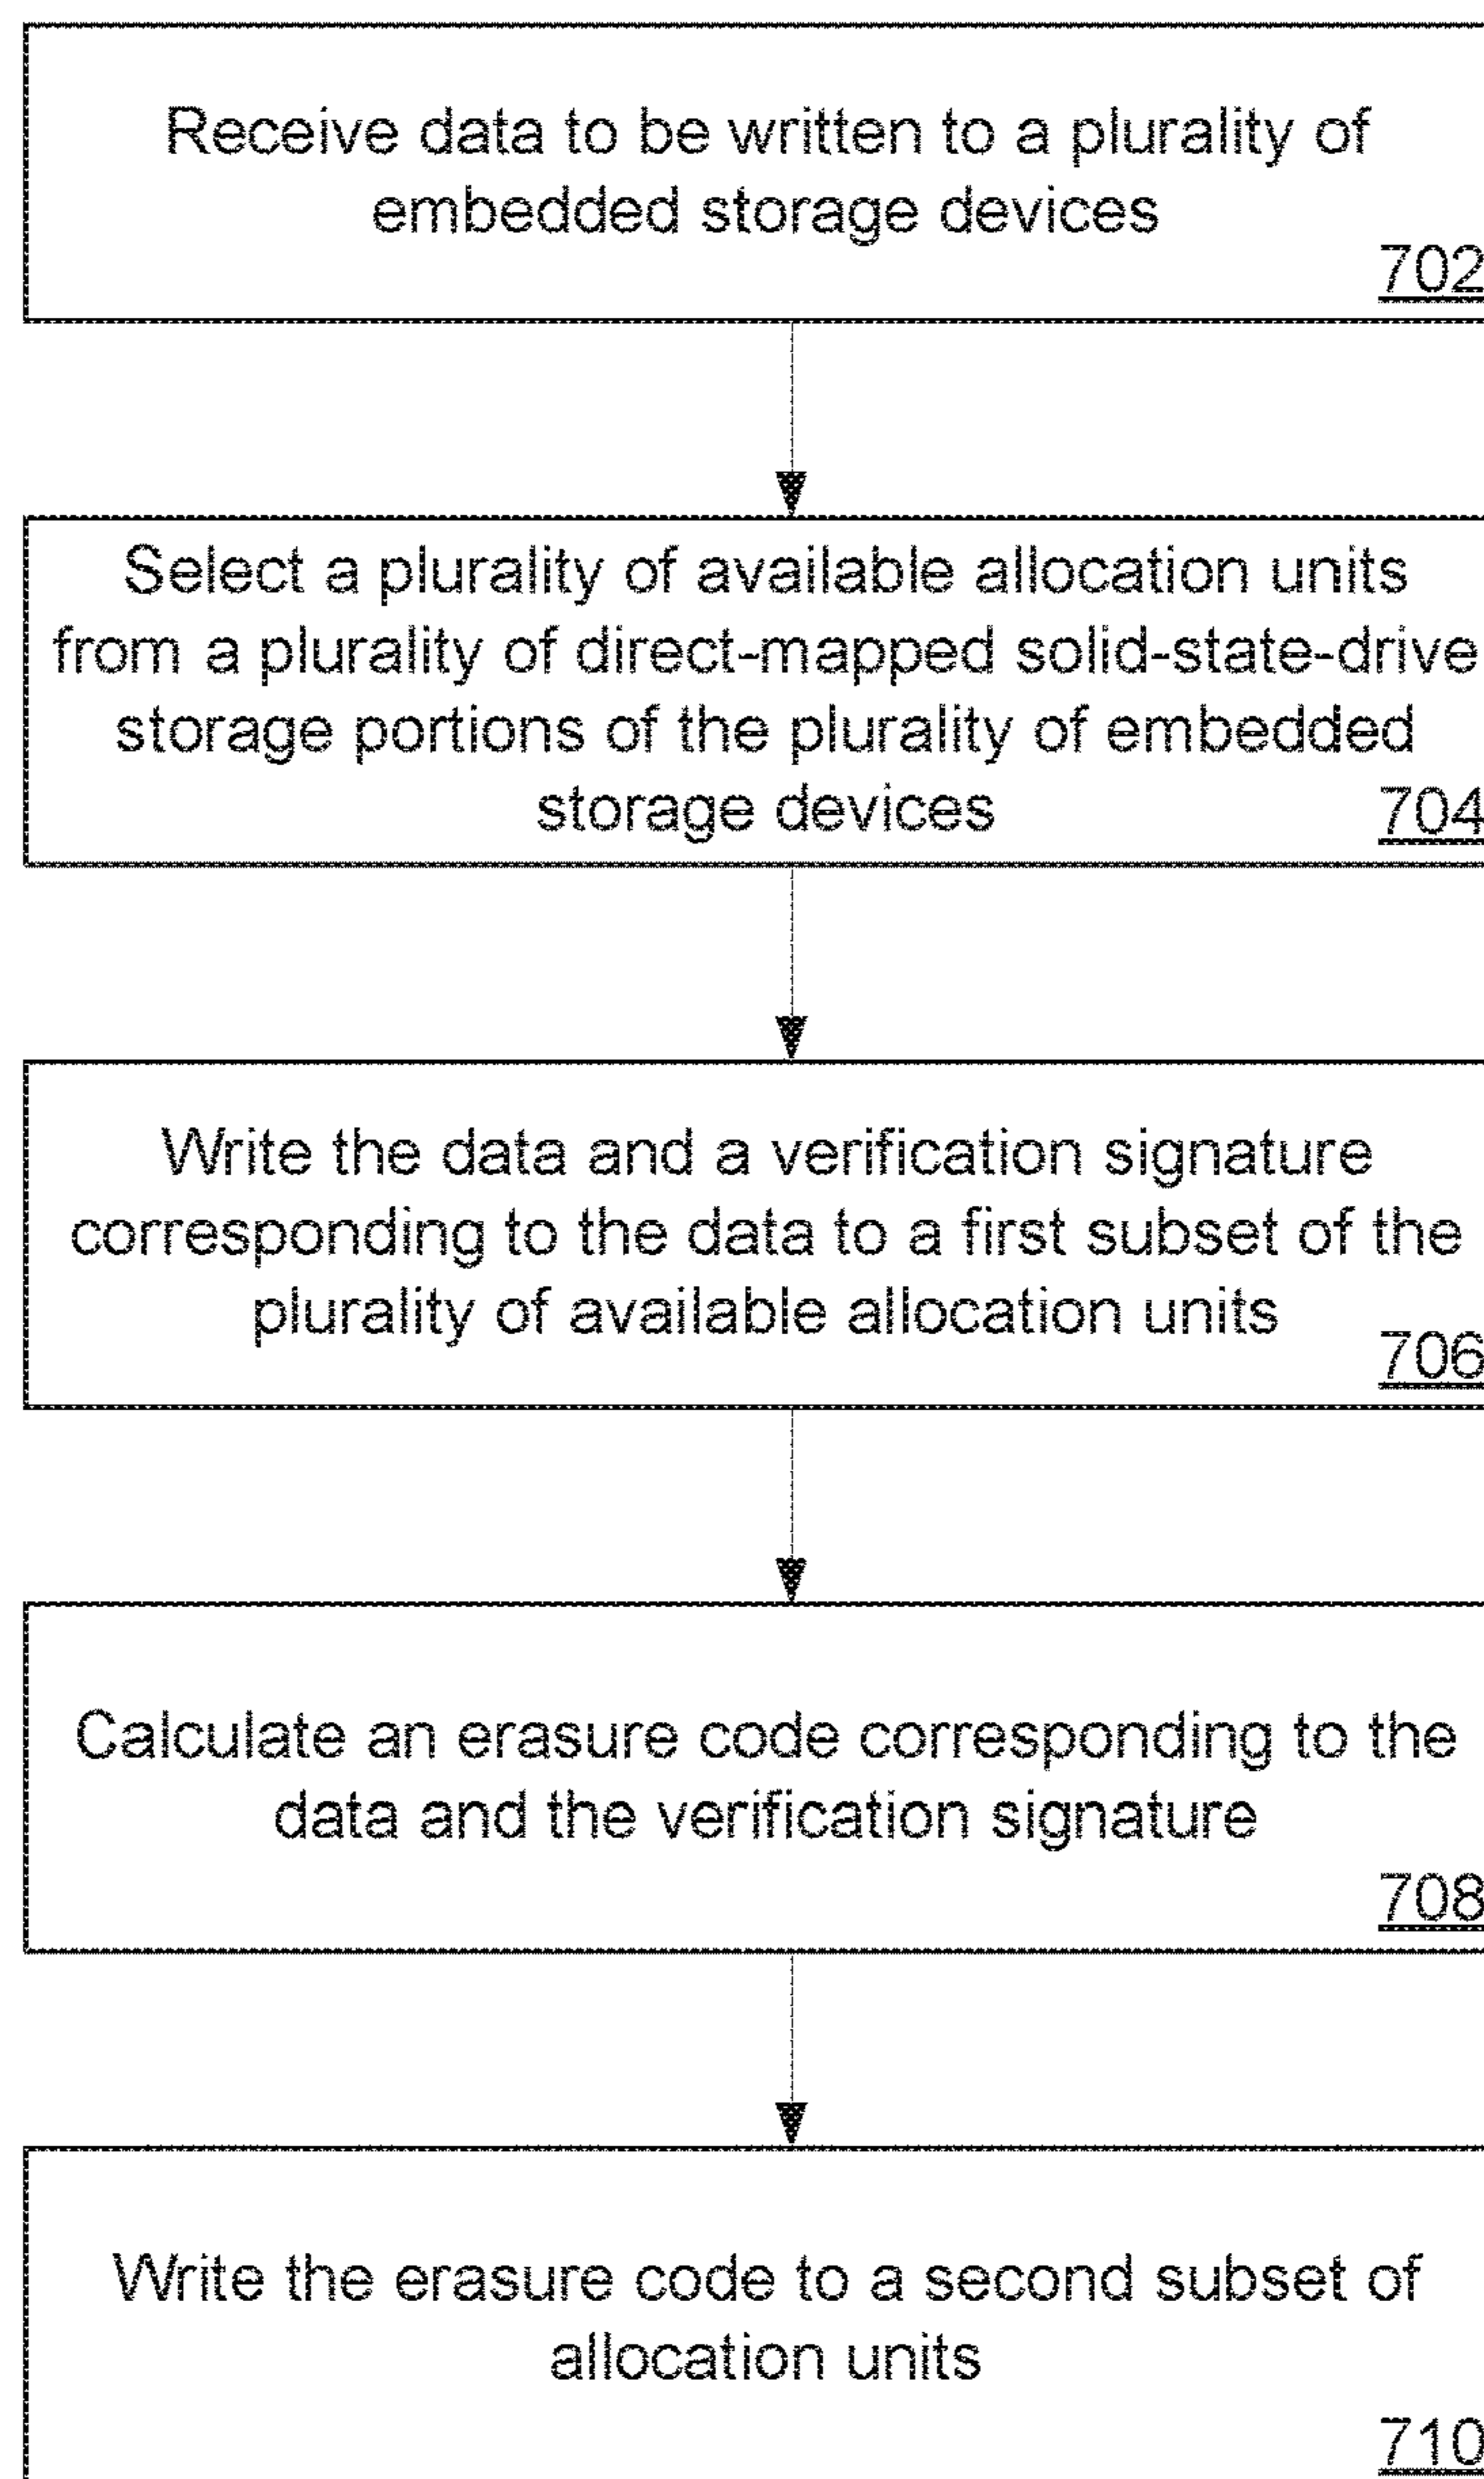 Receive data to be written to a plurality of
embedded storage devices
702
Select a plurality of available allocation units
from a plurality of direct-mapped solid-state-drive
storage portions of the plurality of embedded
storage devices
704
Write the data and a verification signature
corresponding to the data to a first subset of the
plurality of available allocation units
706
Calculate an erasure code corresponding to the
data and the verification signature
708
Write the erasure code to a second subset of
allocation units
710